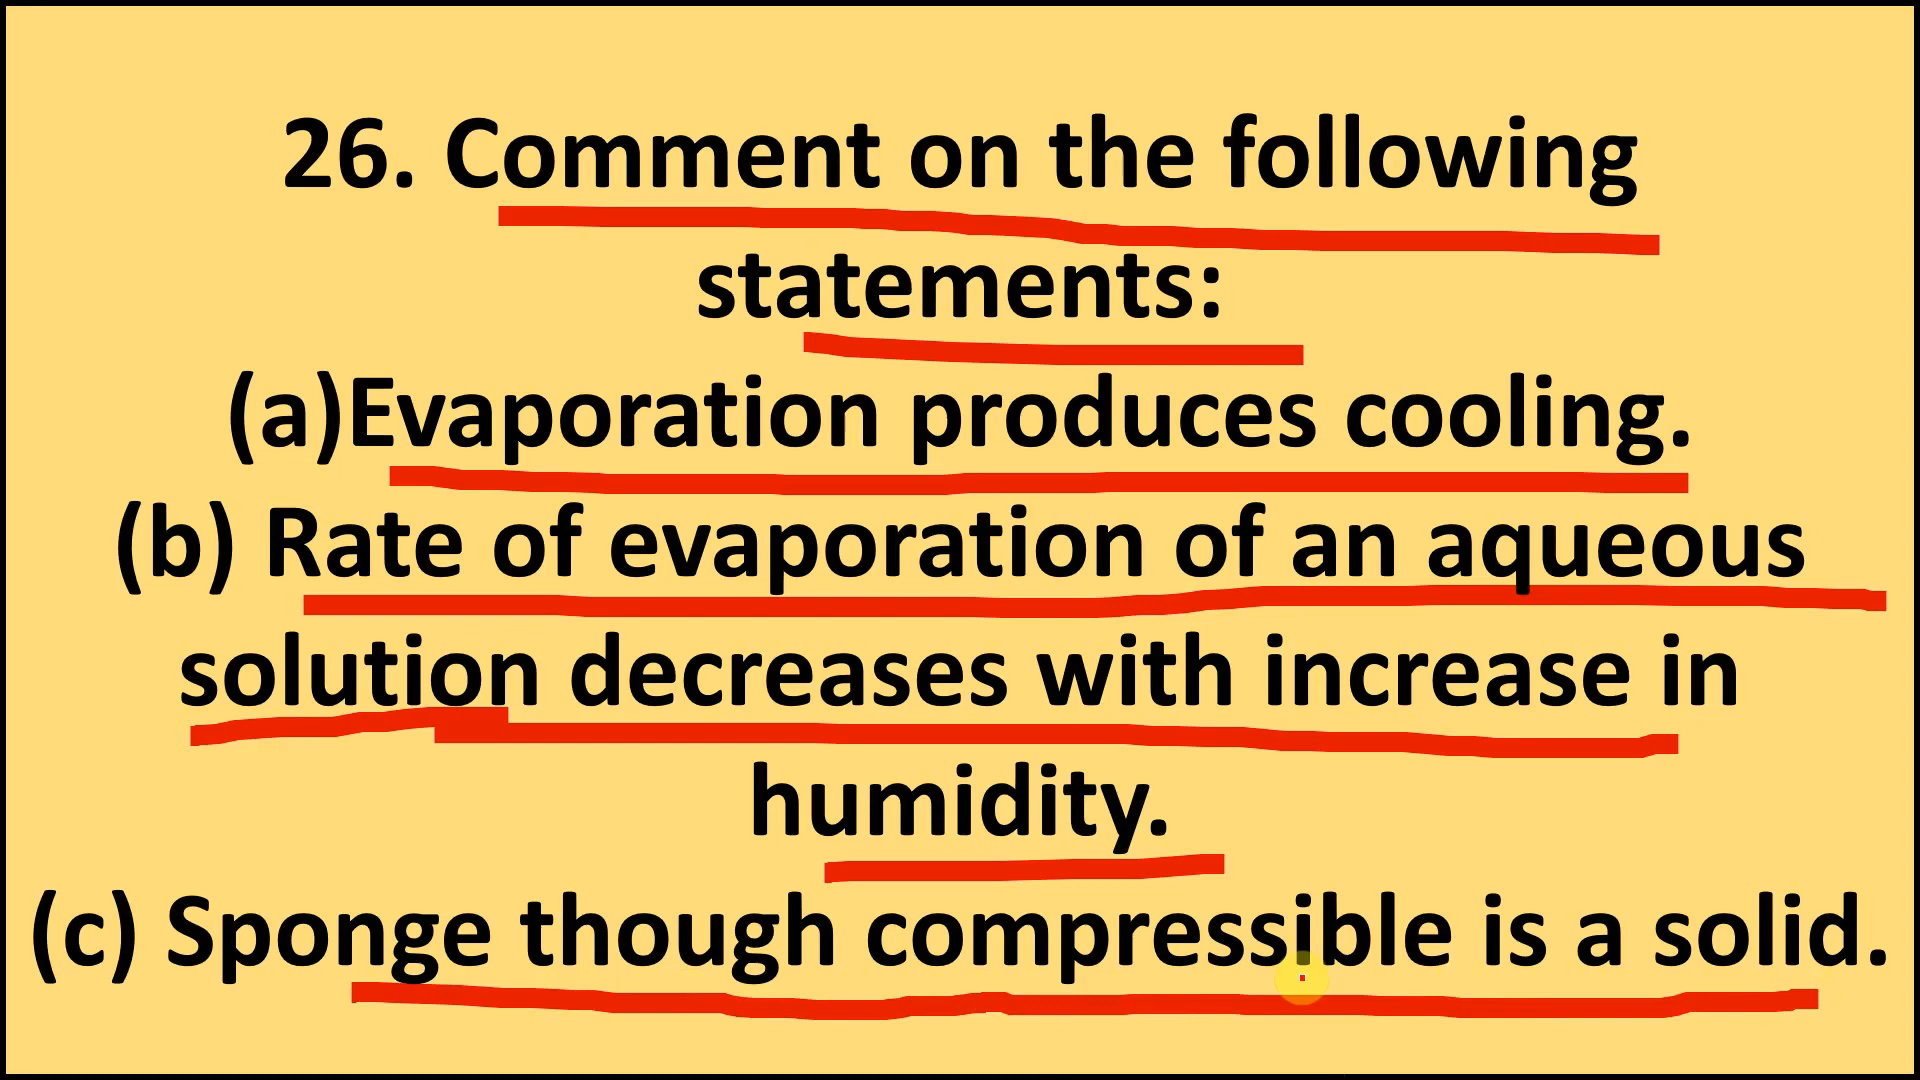 26. Comment on the following
statements:
(a)Evaporation produces cooling.
(b) Rate of evaporation of an aqueous
solution decreases with increase in
humidity.
(c) Sponge though compressible is a solid.